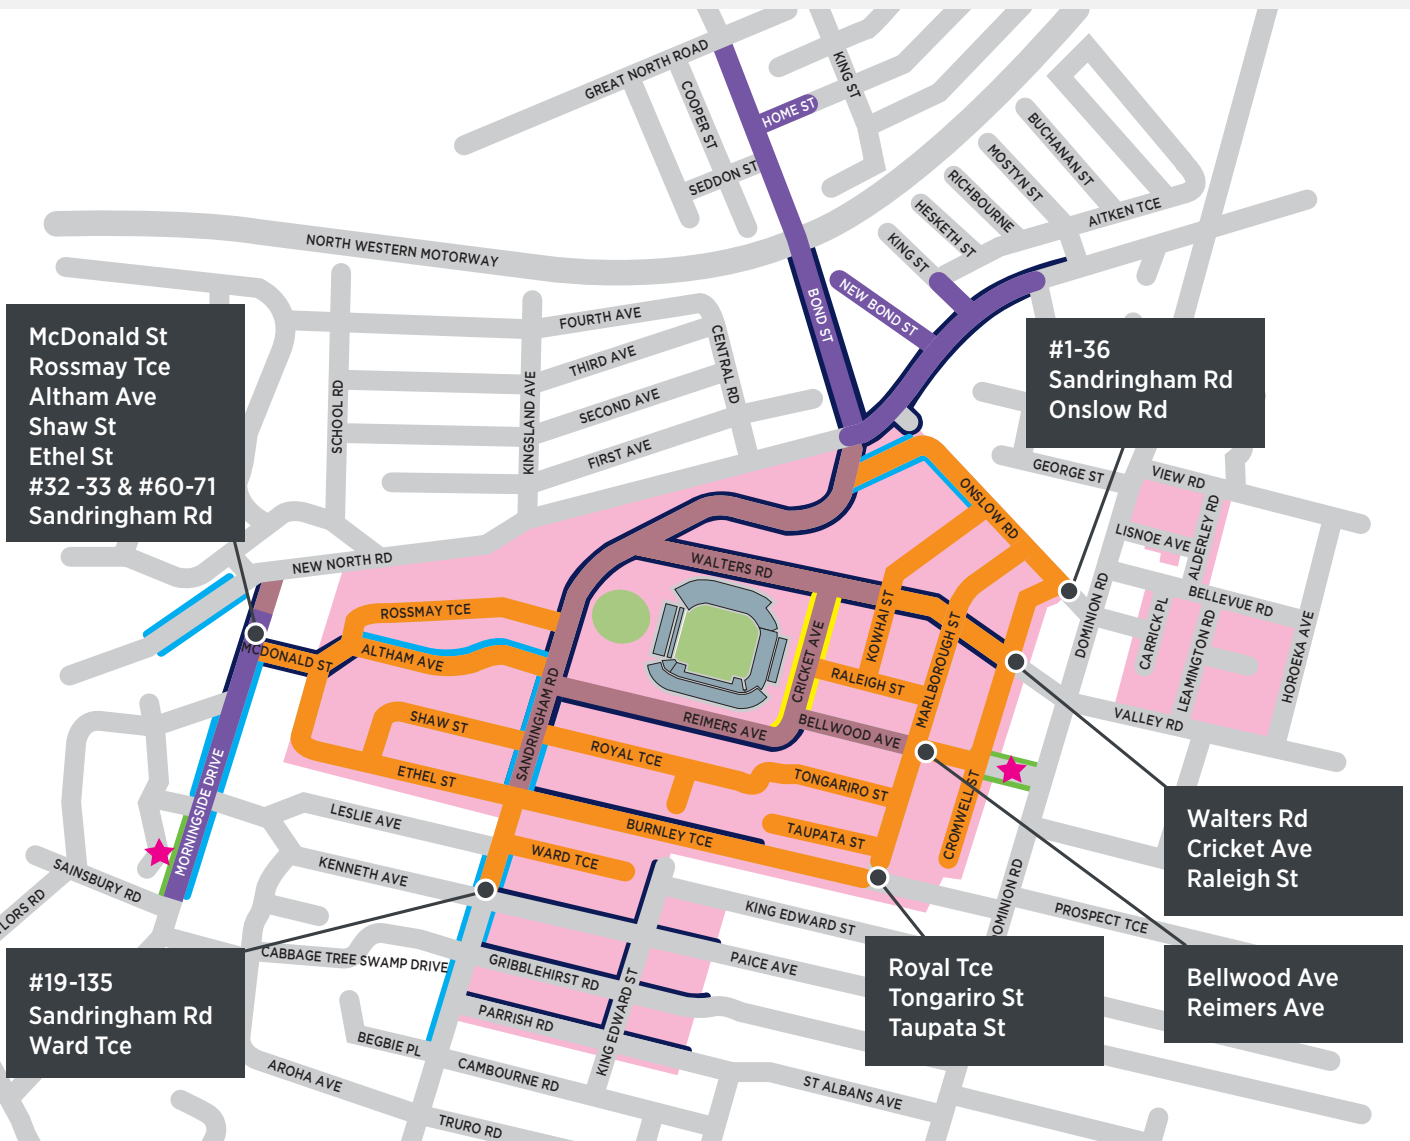 GREAT NORTH ROAD
COOPER ST
KING ST
HOME ST
SEDDON ST
BUCHANAN ST
MOSTYN ST
RICHBOURNE
HESKETH ST
KING ST
AITKEN TCE
NORTH WESTERN MOTORWAY
BOND ST
NEW BOND ST
FOURTH AVE
THIRD AVE
SECOND AVE
FIRST AVE
CENTRAL RD
SCHOOL RD
KINGSLAND AVE
McDonald St
Rossmay Tce
Altham Ave
Shaw St
Ethel St
#32 -33 & #60-71
Sandringham Rd
#1-36
Sandringham Rd
Onslow Rd
GEORGE ST
VIEW RD
ONSLOW RD
LISNOE AVE
ALDERLEY RD
NEW NORTH RD
WALTERS RD
BELLEVUE RD
DOMINION RD
CARRICK PL
LEAMINGTON RD
HOROEKA AVE
VALLEY RD
ROSSMAY TCE
MCDONALD ST
ALTHAM AVE
KOWHAI ST
CRICKET AVE
MARLBOROUGH ST
RALEIGH ST
SANDRINGHAM RD
REIMERS AVE
BELLWOOD AVE
SHAW ST
ROYAL TCE
TONGARIRO ST
ETHEL ST
MORNINGSIDE DRIVE
LESLIE AVE
BURNLEY TCE
TAUPATA ST
CROMWELL ST
WARD TCE
KENNETH AVE
SAINSBURY RD
LORS RD
Walters Rd
Cricket Ave
Raleigh St
KING EDWARD ST
PROSPECT TCE
OMINION RD
PAICE AVE
CABBAGE TREE SWAMP DRIVE
GRIBBLEHIRST RD
KING EDWARD ST
PARRISH RD
#19-135
Sandringham Rd
Ward Tce
Royal Tce
Tongariro St
Taupata St
Bellwood Ave
Reimers Ave
BEGBIE PL
AROHA AVE
CAMBOURNE RD
ST ALBANS AVE
TRURO RD